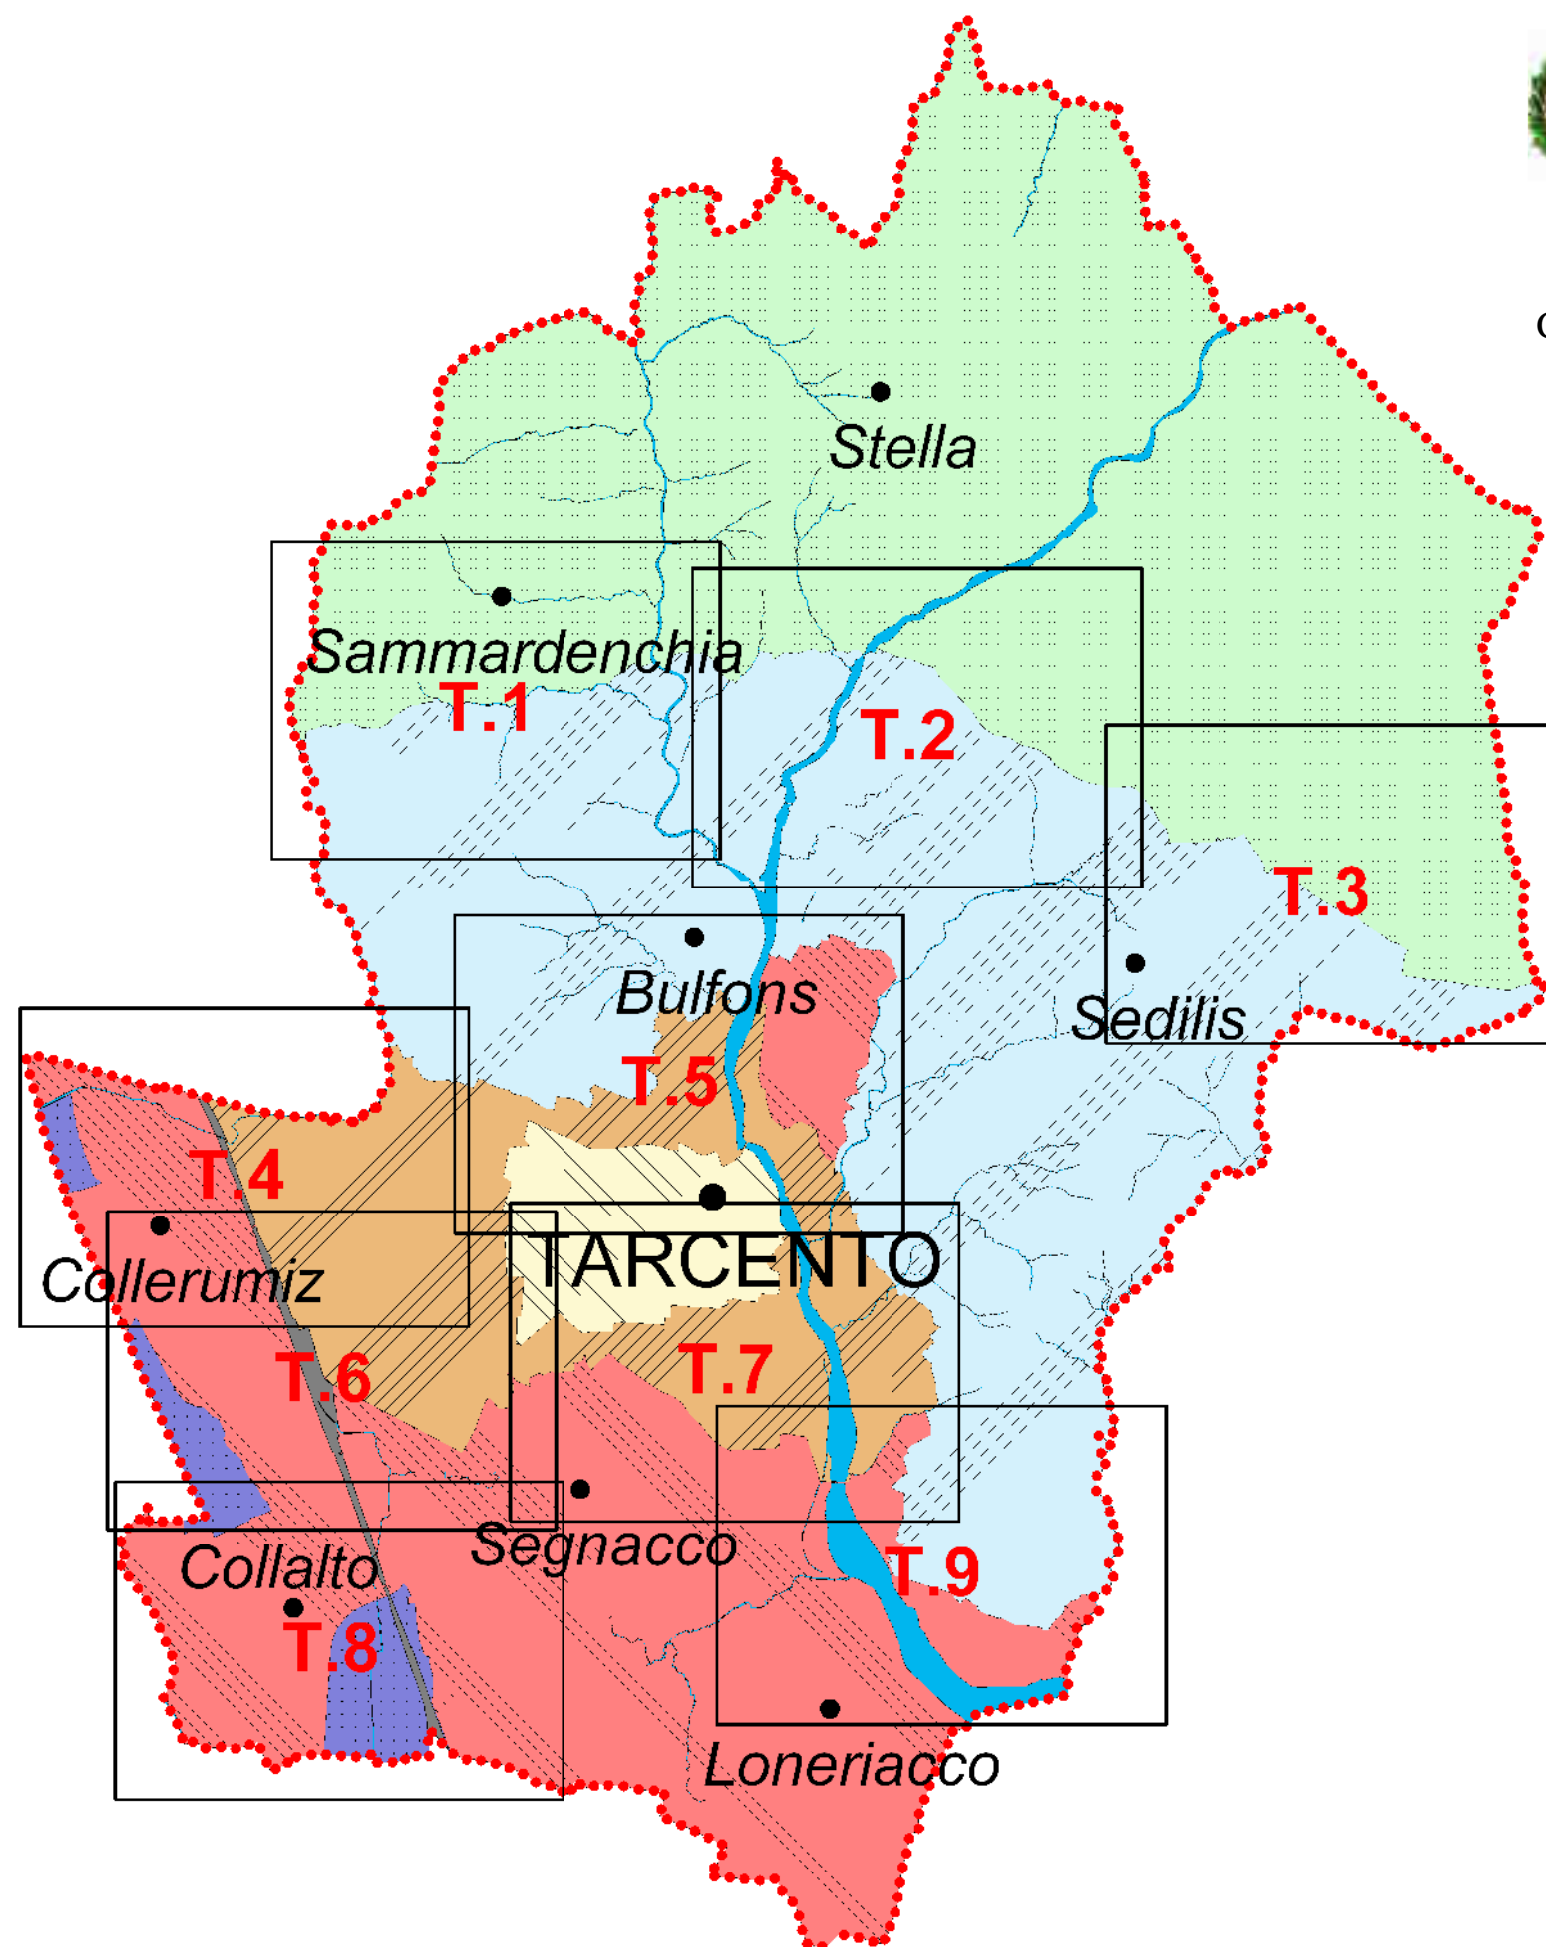 Stella
Sammardenchia
T.1
T.2
T.3
Bulfons
Sedilis
T.5
T.4
TARCENTO
Collerumiz
T.6
T.7
Segnacco
Collalto
T.9
T.8
Loneriacco